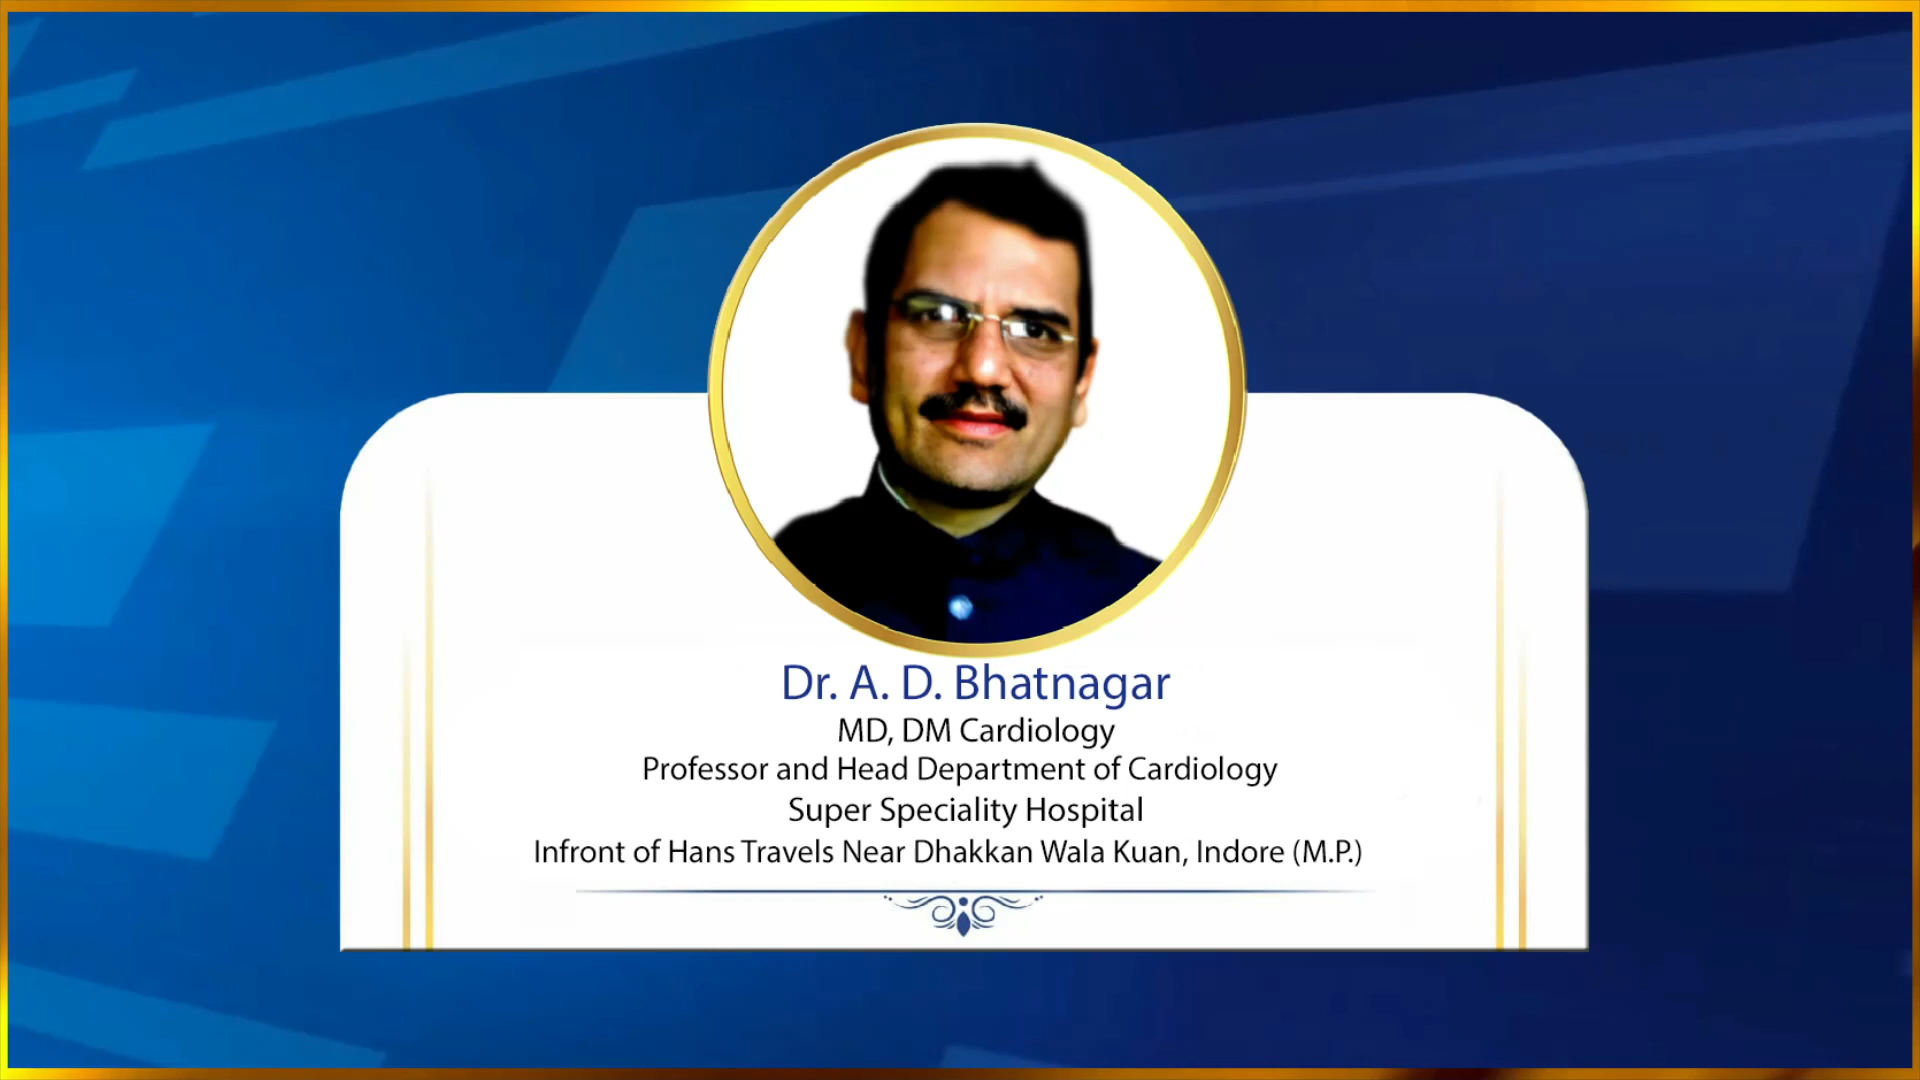 Dr. A. D. Bhatnagar
MD, DM Cardiology
Professor and Head Department of Cardiology
Super Speciality Hospital
Infront of Hans Travels Near Dhakkan Wala Kuan, Indore (M.P.)